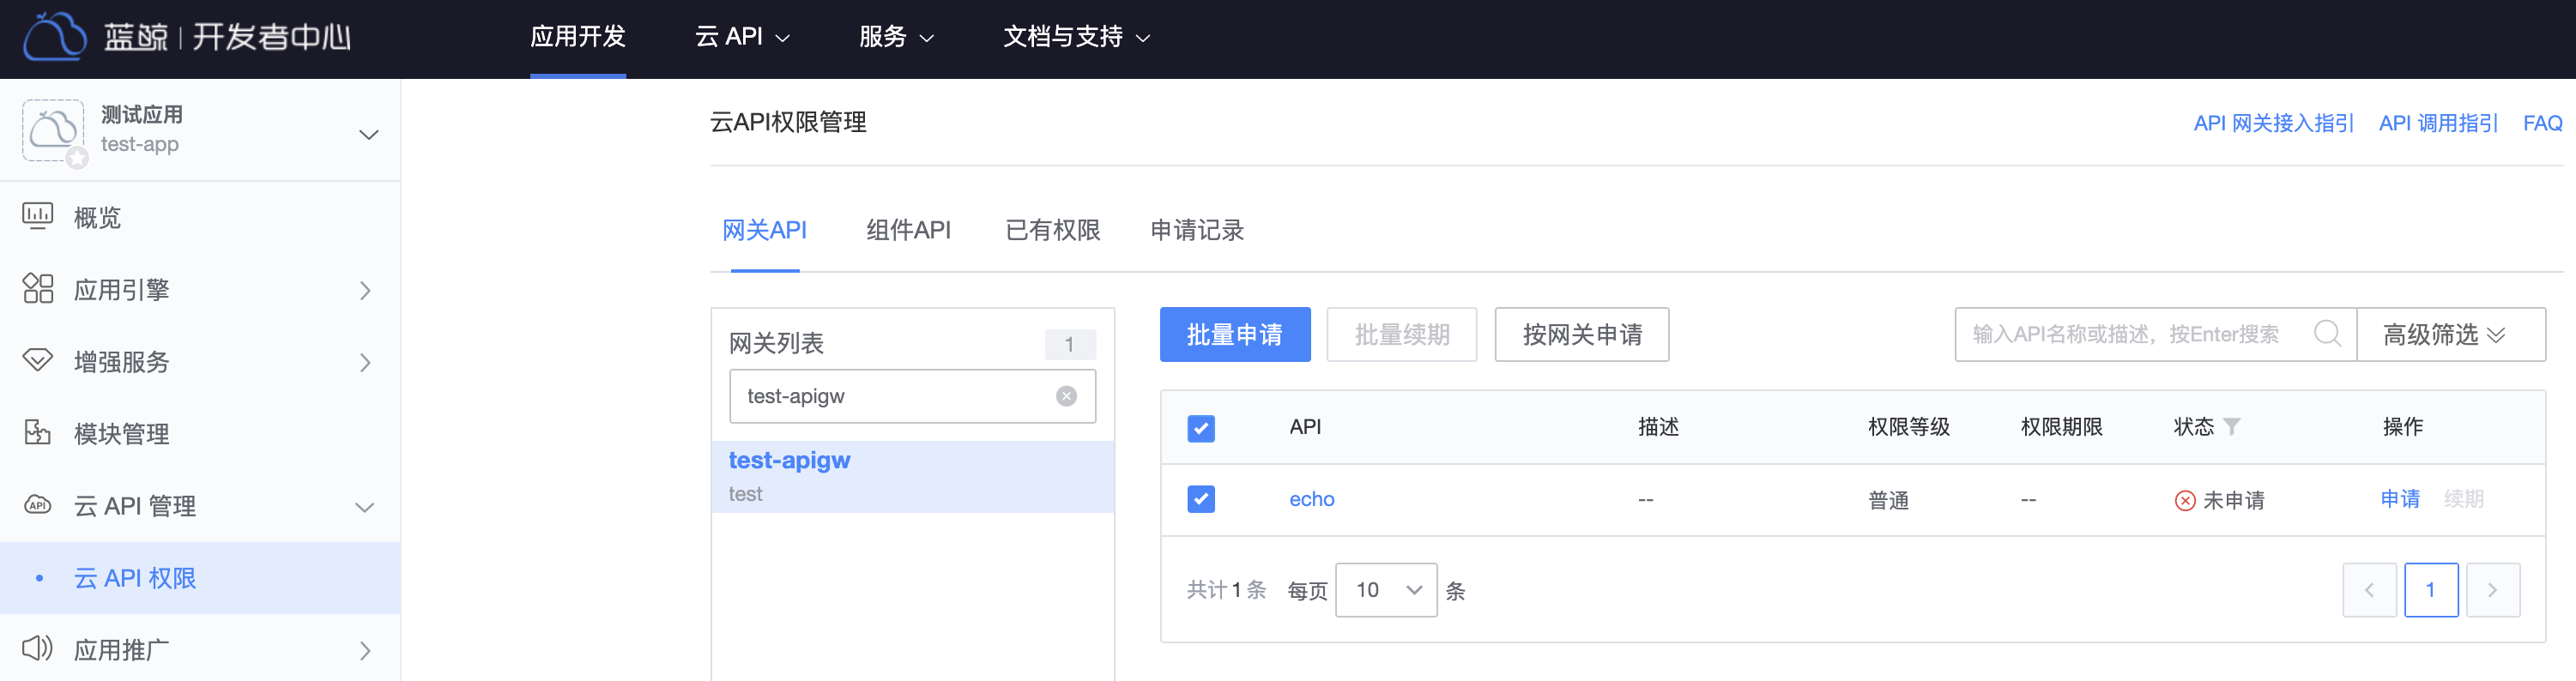 蓝鲸 | 开发者中心
应用开发
云 API
服务
文档与支持
测试应用
test-app
概览
应用引擎
增强服务
模块管理
API
云 API 管理
云 API 权限
应用推广
云API权限管理
API 网关接入指引
API 调用指引
FAQ
网关API
组件API
已有权限
申请记录
网关列表
1
test-apigw
test-apigw
test
批量申请
批量续期
按网关申请
输入API名称或描述，按Enter搜索
高级筛选
API
描述
权限等级
权限期限
状态
操作
echo
--
普通
--
未申请
申请
续期
共计1条
每页
10
条
1